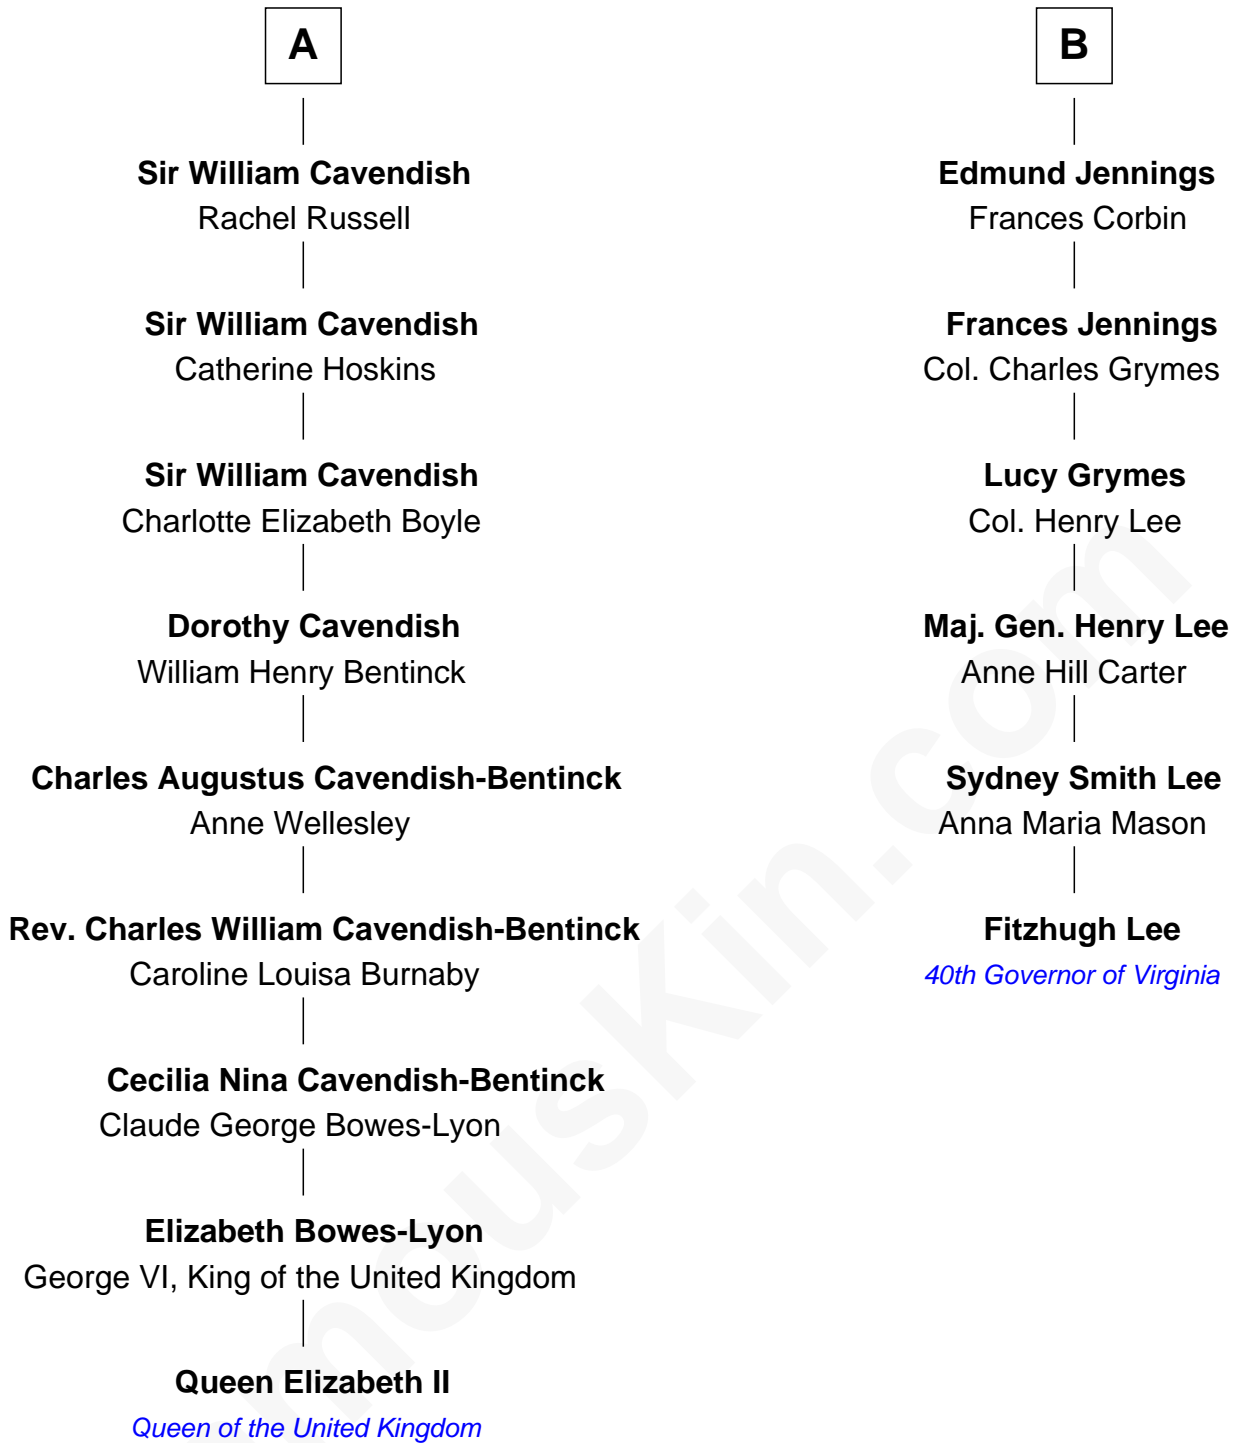 A
Sir William Cavendish
Rachel Russell
Sir William Cavendish
Catherine Hoskins
Sir William Cavendish
Charlotte Elizabeth Boyle
Dorothy Cavendish
William Henry Bentinck
Charles Augustus Cavendish-Bentinck
Anne Wellesley
Rev. Charles William Cavendish-Bentinck
Caroline Louisa Burnaby
Cecilia Nina Cavendish-Bentinck
Claude George Bowes-Lyon
Elizabeth Bowes-Lyon
George VI, King of the United Kingdom
Queen Elizabeth II
Queen of the United Kingdom
B
Edmund Jennings
Frances Corbin
Frances Jennings
Col. Charles Grymes
Lucy Grymes
Col. Henry Lee
Maj. Gen. Henry Lee
Anne Hill Carter
Sydney Smith Lee
Anna Maria Mason
Fitzhugh Lee
40th Governor of Virginia
mousKin.com